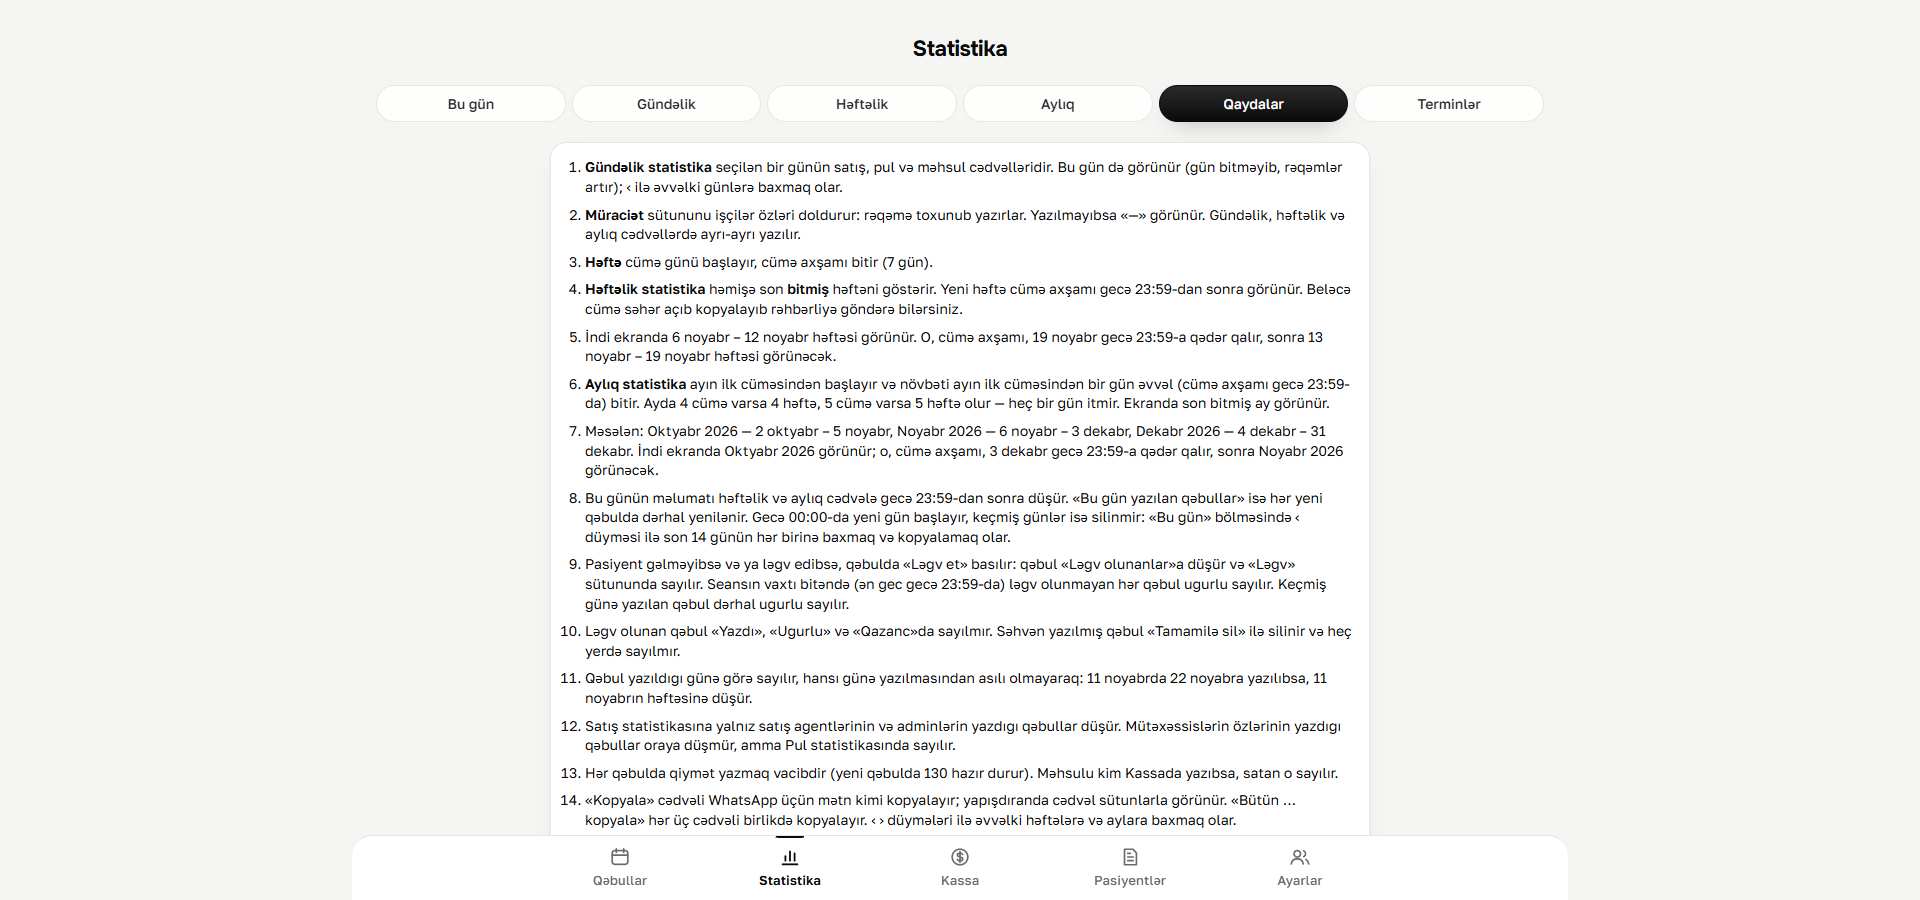 Statistika
Bu gün
Gündəlik
Həftəlik
Aylıq
Qaydalar
Terminlər
1. Gündəlik statistika seçilən bir günün satış, pul və məhsul cədvəlləridir. Bu gün də görünür (gün bitməyib, rəqəmlər
artır); ‹ ilə əvvəlki günlərə baxmaq olar.
2. Müraciət sütununu işçilər özləri doldurur: rəqəmə toxunub yazırlar. Yazılmayıbsa «—» görünür. Gündəlik, həftəlik və
aylıq cədvəllərdə ayrı-ayrı yazılır.
3. Həftə cümə günü başlayır, cümə axşamı bitir (7 gün).
4. Həftəlik statistika həmişə son bitmiş həftəni göstərir. Yeni həftə cümə axşamı gecə 23:59-dan sonra görünür. Beləcə
cümə səhər açıb kopyalayıb rəhbərliyə göndərə bilərsiniz.
5. İndi ekranda 6 noyabr – 12 noyabr həftəsi görünür. O, cümə axşamı, 19 noyabr gecə 23:59-a qədər qalır, sonra 13
noyabr – 19 noyabr həftəsi görünəcək.
6. Aylıq statistika ayın ilk cüməsindən başlayır və növbəti ayın ilk cüməsindən bir gün əvvəl (cümə axşamı gecə 23:59-
da) bitir. Ayda 4 cümə varsa 4 həftə, 5 cümə varsa 5 həftə olur — heç bir gün itmir. Ekranda son bitmiş ay görünür.
7. Məsələn: Oktyabr 2026 — 2 oktyabr – 5 noyabr, Noyabr 2026 — 6 noyabr – 3 dekabr, Dekabr 2026 — 4 dekabr – 31
dekabr. İndi ekranda Oktyabr 2026 görünür; o, cümə axşamı, 3 dekabr gecə 23:59-a qədər qalır, sonra Noyabr 2026
görünəcək.
8. Bu günün məlumatı həftəlik və aylıq cədvələ gecə 23:59-dan sonra düşür. «Bu gün yazılan qəbullar» isə hər yeni
qəbulda dərhal yenilənir. Gecə 00:00-da yeni gün başlayır, keçmiş günlər isə silinmir: «Bu gün» bölməsində ‹
düyməsi ilə son 14 günün hər birinə baxmaq və kopyalamaq olar.
9. Pasiyent gəlməyibsə və ya ləgv edibsə, qəbulda «Ləgv et» basılır: qəbul «Ləgv olunanlar»a düşür və «Ləgv»
sütununda sayılır. Seansın vaxtı bitəndə (ən gec gecə 23:59-da) ləgv olunmayan hər qəbul ugurlu sayılır. Keçmiş
günə yazılan qəbul dərhal ugurlu sayılır.
10. Ləgv olunan qəbul «Yazdı», «Ugurlu» və «Qazanc»da sayılmır. Səhvən yazılmış qəbul «Tamamilə sil» ilə silinir və heç
yerdə sayılmır.
11. Qəbul yazıldıgı günə görə sayılır, hansı günə yazılmasından asılı olmayaraq: 11 noyabrda 22 noyabra yazılıbsa, 11
noyabrın həftəsinə düşür.
12. Satış statistikasına yalnız satış agentlərinin və adminlərin yazdıgı qəbullar düşür. Mütəxəssislərin özlərinin yazdıgı
qəbullar oraya düşmür, amma Pul statistikasında sayılır.
13. Hər qəbulda qiymət yazmaq vacibdir (yeni qəbulda 130 hazır durur). Məhsulu kim Kassada yazıbsa, satan o sayılır.
14. «Kopyala» cədvəli WhatsApp üçün mətn kimi kopyalayır; yapışdıranda cədvəl sütunlarla görünür. «Bütün ...
kopyala» hər üç cədvəli birlikdə kopyalayır. ‹ › düymələri ilə əvvəlki həftələrə və aylara baxmaq olar.
Qəbullar
Statistika
Kassa
Pasiyentlər
Ayarlar